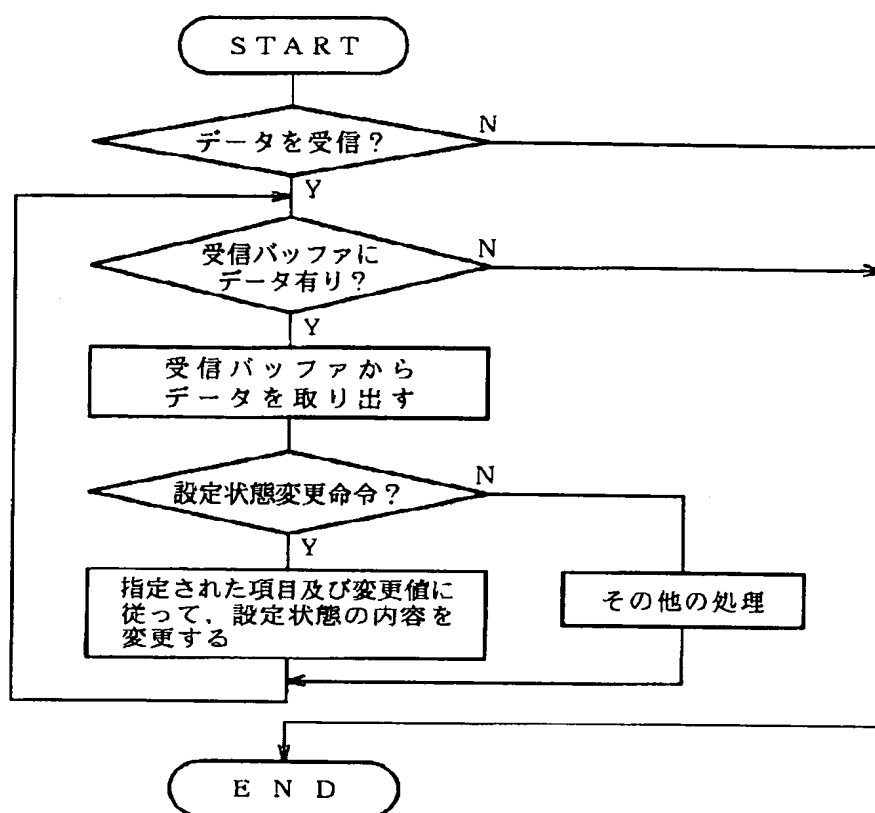 START
データを受信？
N
Y
受信バッファに
データ有り？
N
Y
受信バッファから
データを取り出す
設定状態変更命令？
N
Y
指定された項目及び変更値に
従って，設定状態の内容を
変更する
その他の処理
END